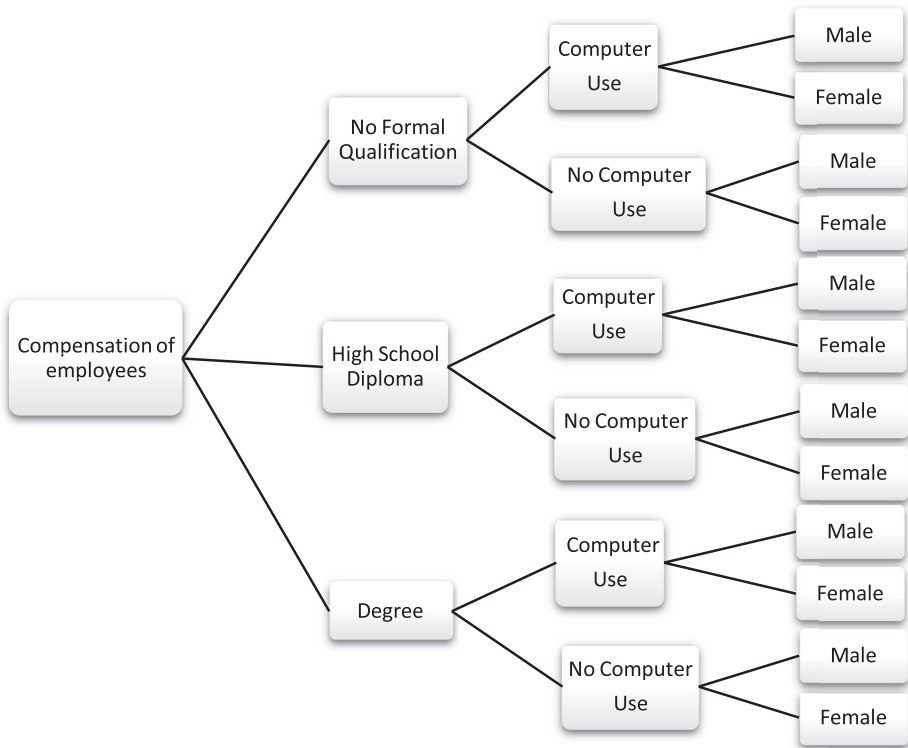 Compensation of
employees
No Formal
Qualification
Computer
Use
Male
Female
No Computer
Use
Male
Female
High School
Diploma
Computer
Use
Male
Female
No Computer
Use
Male
Female
Degree
Computer
Use
Male
Female
No Computer
Use
Male
Female